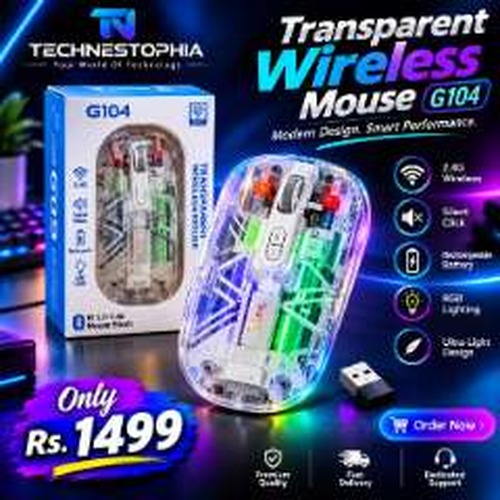 TECHNESTOPHIA
Your World Of Technology
Transparent
Wireless
Mouse G104
Modern Design. Smart Performance.
G104
TRANSPARENT
2.4G
Wireless
Silent
Click
Rechargeable
Battery
RGB
Lighting
Ultra-Light
Design
Only
Rs. 1499
Order Now
Premium
Quality
Fast
Delivery
Dedicated
Support